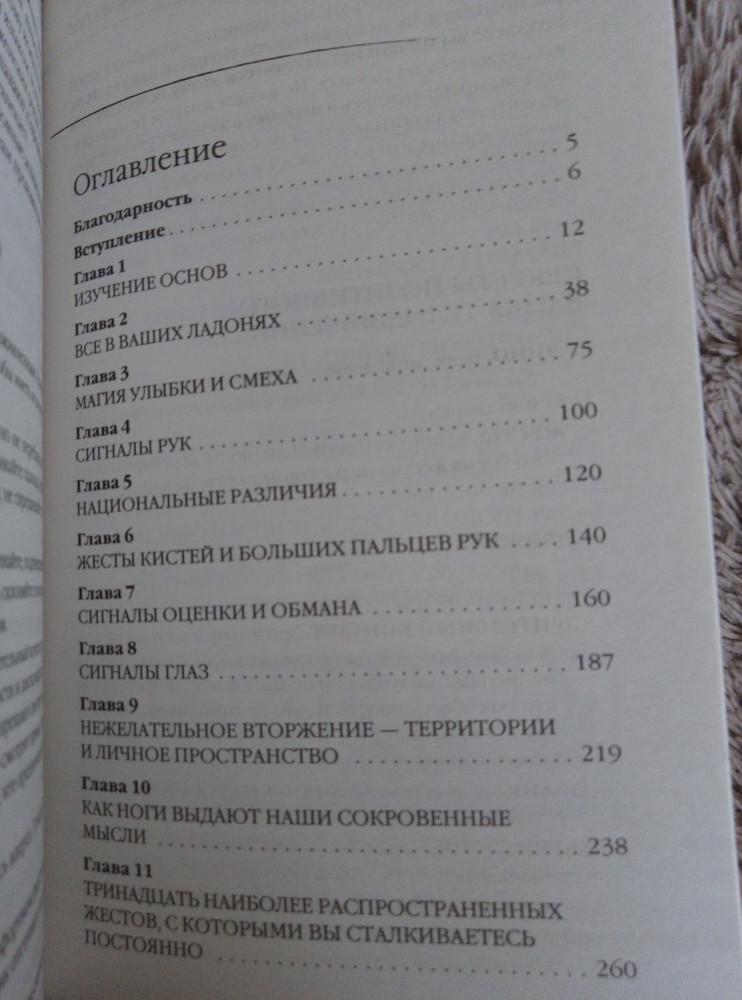 Оглавление
Благодарность . . . . . . . . . . . . . . . . . . . . . . . . . . . . . 5
Вступление . . . . . . . . . . . . . . . . . . . . . . . . . . . . . . . 6
Глава 1
ИЗУЧЕНИЕ ОСНОВ . . . . . . . . . . . . . . . . . . . . . . . . . 12
Глава 2
ВСЕ В ВАШИХ ЛАДОНЯХ . . . . . . . . . . . . . . . . . . . . 38
Глава 3
МАГИЯ УЛЫБКИ И СМЕХА . . . . . . . . . . . . . . . . . . . 75
Глава 4
СИГНАЛЫ РУК . . . . . . . . . . . . . . . . . . . . . . . . . . . . 100
Глава 5
НАЦИОНАЛЬНЫЕ РАЗЛИЧИЯ . . . . . . . . . . . . . . . . . 120
Глава 6
ЖЕСТЫ КИСТЕЙ И БОЛЬШИХ ПАЛЬЦЕВ РУК . . . . 140
Глава 7
СИГНАЛЫ ОЦЕНКИ И ОБМАНА . . . . . . . . . . . . . . . 160
Глава 8
СИГНАЛЫ ГЛАЗ . . . . . . . . . . . . . . . . . . . . . . . . . . . 187
Глава 9
НЕЖЕЛАТЕЛЬНОЕ ВТОРЖЕНИЕ — ТЕРРИТОРИИ
И ЛИЧНОЕ ПРОСТРАНСТВО . . . . . . . . . . . . . . . . . 219
Глава 10
КАК НОГИ ВЫДАЮТ НАШИ СОКРОВЕННЫЕ
МЫСЛИ . . . . . . . . . . . . . . . . . . . . . . . . . . . . . . . . . 238
Глава 11
ТРИНАДЦАТЬ НАИБОЛЕЕ РАСПРОСТРАНЕННЫХ
ЖЕСТОВ, С КОТОРЫМИ ВЫ СТАЛКИВАЕТЕСЬ
ПОСТОЯННО . . . . . . . . . . . . . . . . . . . . . . . . . . . . . 260